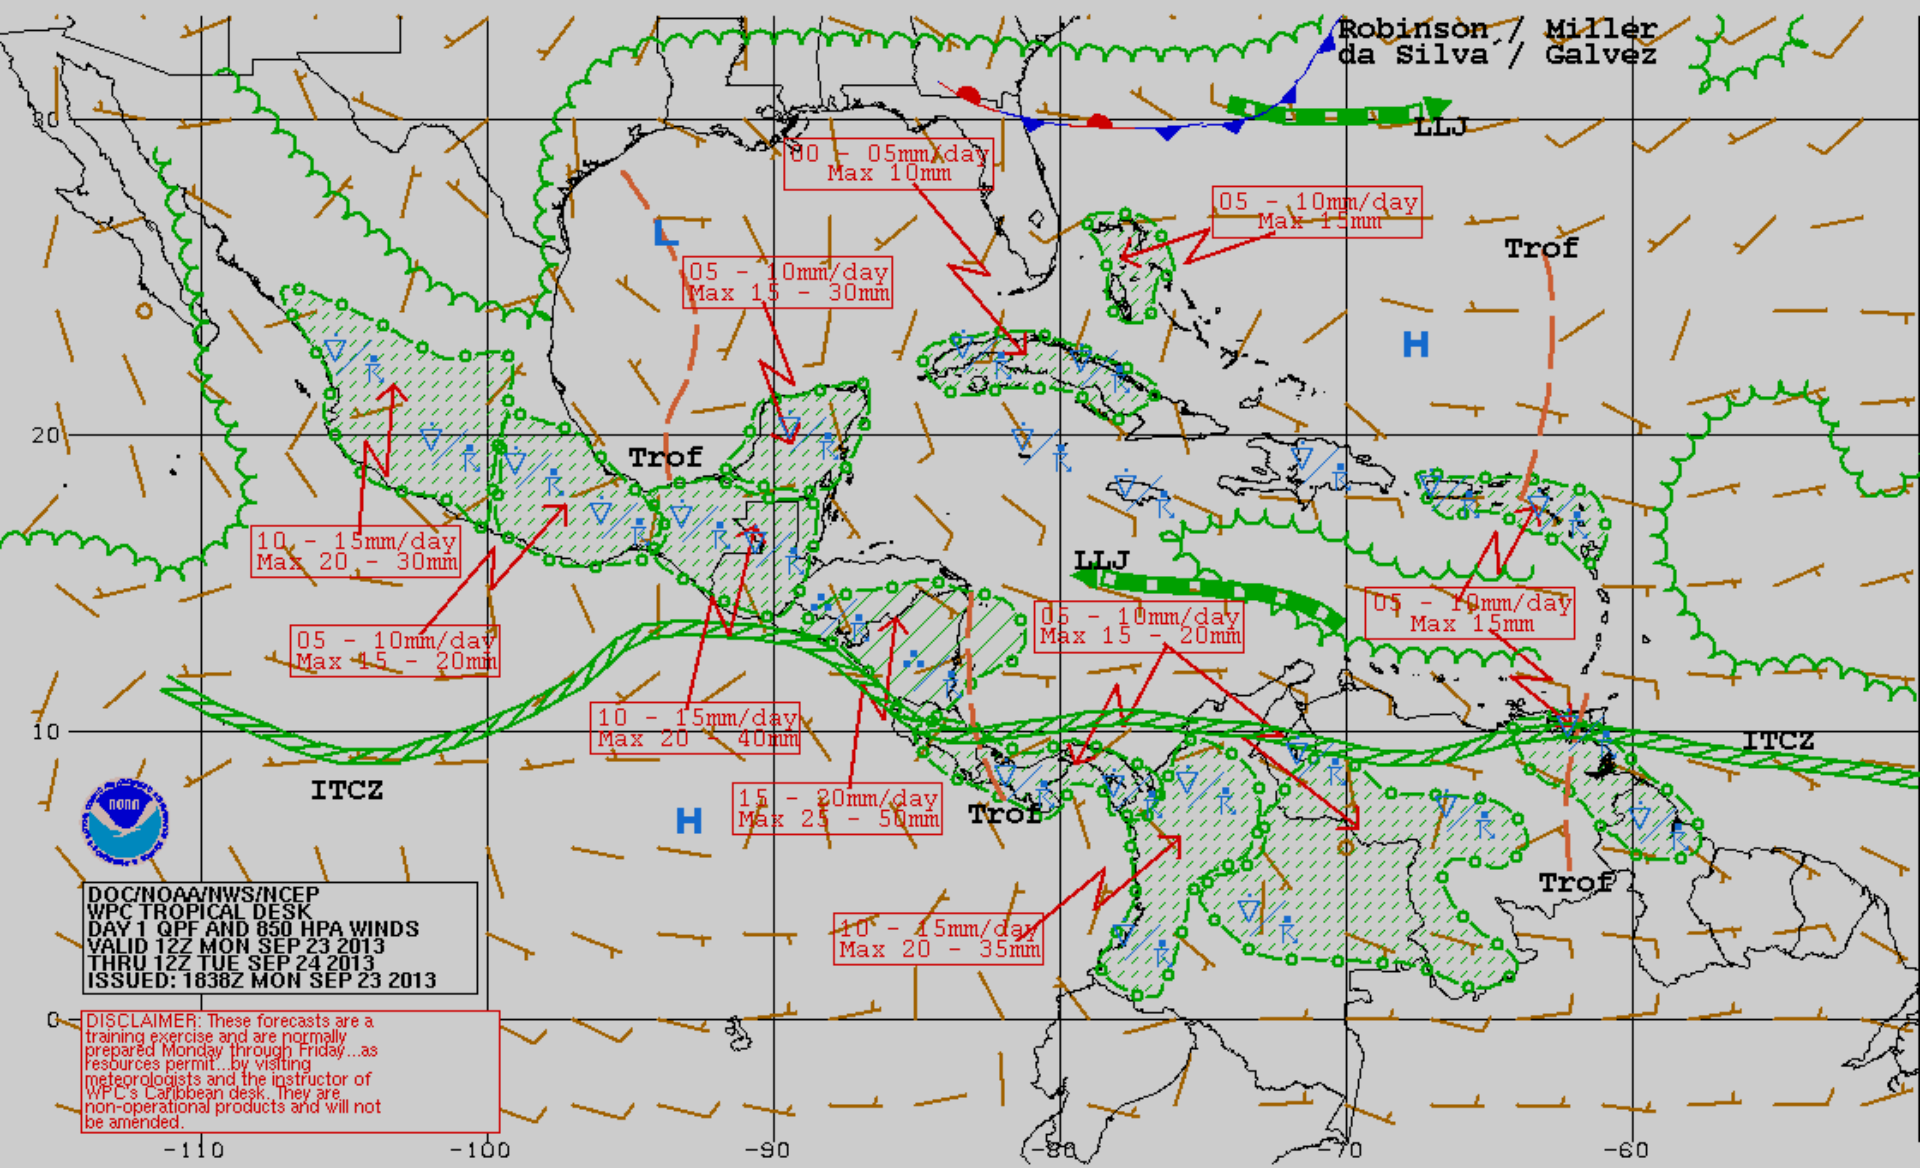 Robinson / Miller
da Silva / Galvez
30
LLJ
00 - 05mm/day
Max 10mm
05 - 10mm/day
Max 15mm
L
Trof
05 - 10mm/day
Max 15 - 30mm
H
20
Trof
10 - 15mm/day
Max 20 - 30mm
LLJ
05 - 10mm/day
Max 15mm
05 - 10mm/day
Max 15 - 20mm
05 - 10mm/day
Max 15 - 20mm
10 - 15mm/day
Max 20 - 40mm
10
ITCZ
ITCZ
15 - 20mm/day
Max 25 - 50mm
noaa
H
Trof
Trof
DOC/NOAA/NWS/NCEP
WPC TROPICAL DESK
DAY 1 QPF AND 850 HPA WINDS
VALID 12Z MON SEP 23 2013
THRU 12Z TUE SEP 24 2013
ISSUED: 1838Z MON SEP 23 2013
10 - 15mm/day
Max 20 - 35mm
0
DISCLAIMER: These forecasts are a
training exercise and are normally
prepared Monday through Friday...as
resources permit...by visiting
meteorologists and the instructor of
WPC's Caribbean desk. They are
non-operational products and will not
be amended.
-110 -100 -90 -80 -70 -60